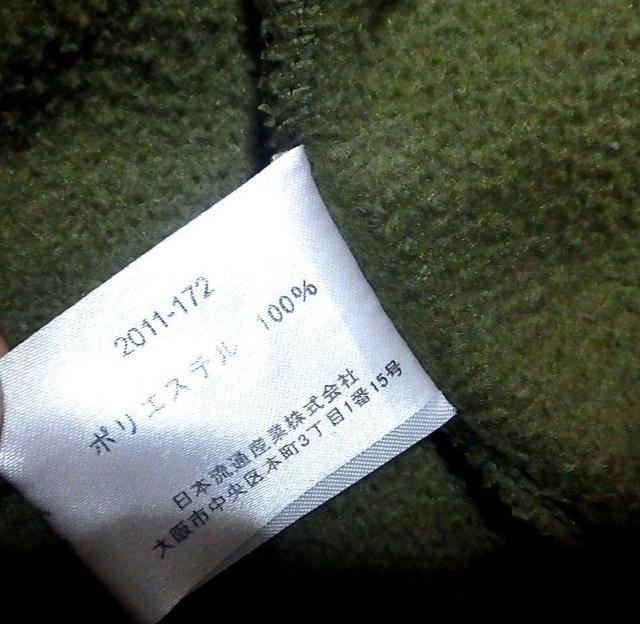 2011-172
ポリエステル 100%
日本流通産業株式会社
大阪市中央区本町3丁目1番15号